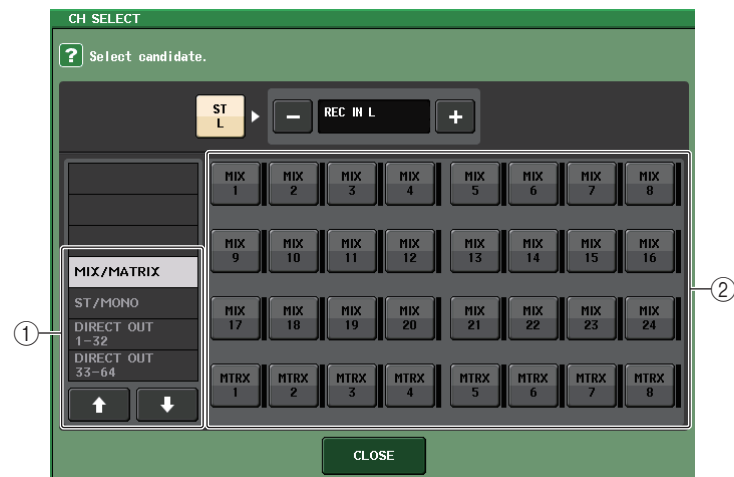 CH SELECT
? Select candidate.
ST
L
− REC IN L +
MIX 1 MIX 2 MIX 3 MIX 4 MIX 5 MIX 6 MIX 7 MIX 8
MIX 9 MIX 10 MIX 11 MIX 12 MIX 13 MIX 14 MIX 15 MIX 16
MIX 17 MIX 18 MIX 19 MIX 20 MIX 21 MIX 22 MIX 23 MIX 24
MTRX 1 MTRX 2 MTRX 3 MTRX 4 MTRX 5 MTRX 6 MTRX 7 MTRX 8
MIX/MATRIX
ST/MONO
DIRECT OUT
1-32
DIRECT OUT
33-64
①
②
CLOSE